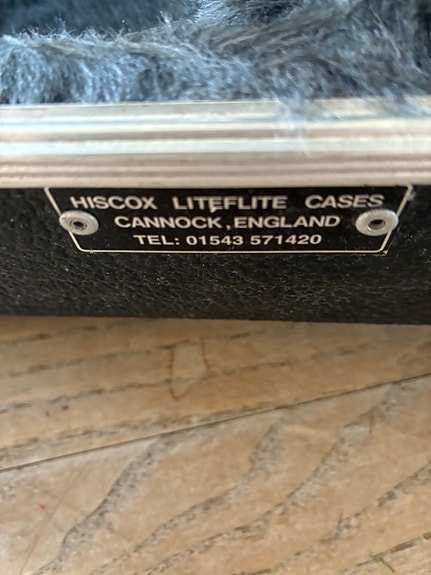 HISCOX LITEFLITE CASES
CANNOCK, ENGLAND
TEL: 01543 571420